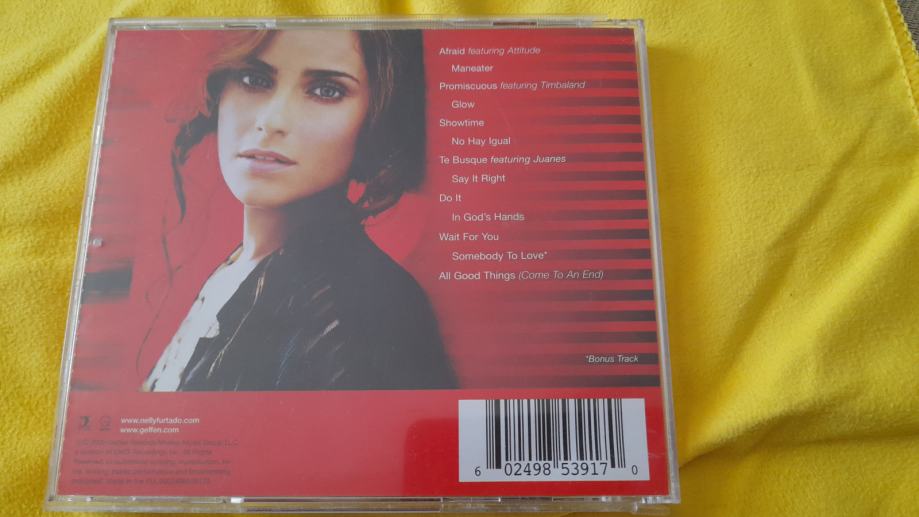 Afraid featuring Attitude
Maneater
Promiscuous featuring Timbaland
Glow
Showtime
No Hay Igual
Te Busque featuring Juanes
Say It Right
Do It
In God's Hands
Wait For You
Somebody To Love*
All Good Things (Come To An End)
*Bonus Track
www.nellyfurtado.com
www.geffen.com
6 02498 53917 0